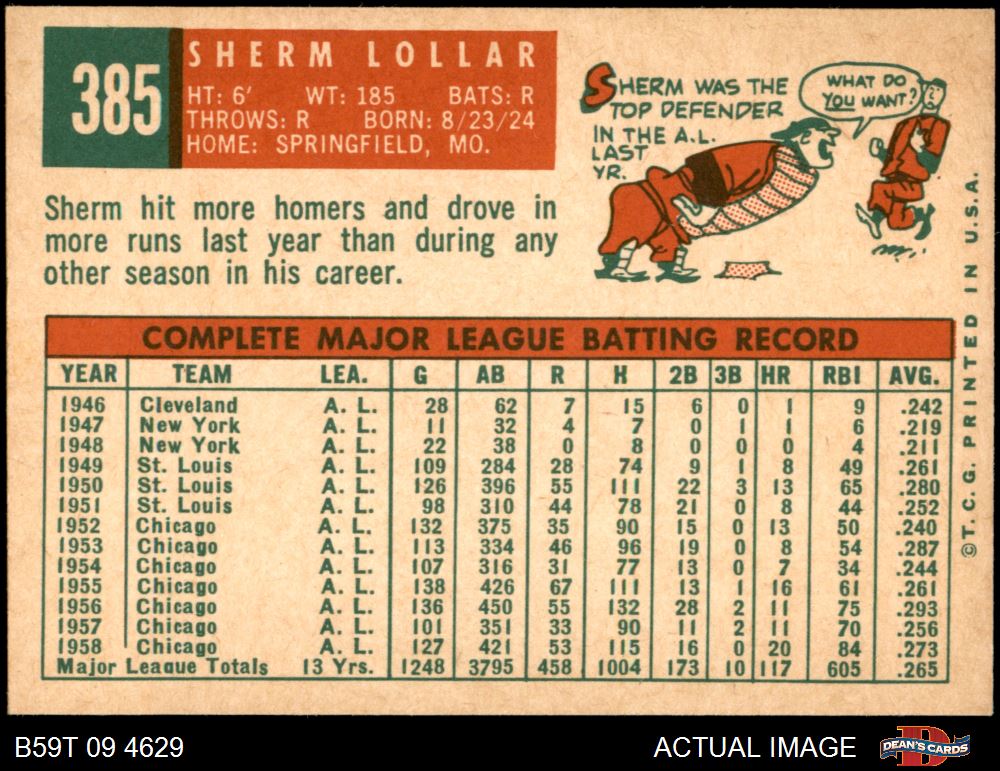 385
SHERM LOLLAR
HT: 6' WT: 185 BATS: R
THROWS: R BORN: 8/23/24
HOME: SPRINGFIELD, MO.
SHERM WAS THE
TOP DEFENDER
IN THE A.L.
LAST
YR.
WHAT DO
YOU WANT?
Sherm hit more homers and drove in
more runs last year than during any
other season in his career.
COMPLETE MAJOR LEAGUE BATTING RECORD
YEAR TEAM LEA. G AB R H 2B 3B HR RBI AVG.
1946 Cleveland A. L. 28 62 7 15 6 0 1 9 .242
1947 New York A. L. 11 32 4 7 0 1 1 6 .219
1948 New York A. L. 22 38 0 8 0 0 0 4 .211
1949 St. Louis A. L. 109 284 28 74 9 1 8 49 .261
1950 St. Louis A. L. 126 396 55 111 22 3 13 65 .280
1951 St. Louis A. L. 98 310 44 78 21 0 8 44 .252
1952 Chicago A. L. 132 375 35 90 15 0 13 50 .240
1953 Chicago A. L. 113 334 46 96 19 0 8 54 .287
1954 Chicago A. L. 107 316 31 77 13 0 7 34 .244
1955 Chicago A. L. 138 426 67 111 13 1 16 61 .261
1956 Chicago A. L. 136 450 55 132 28 2 11 75 .293
1957 Chicago A. L. 101 351 33 90 11 2 11 70 .256
1958 Chicago A. L. 127 421 53 115 16 0 20 84 .273
Major League Totals 13 Yrs. 1248 3795 458 1004 173 10 117 605 .265
© T. C. G. PRINTED IN U.S.A.
B59T 09 4629
ACTUAL IMAGE
DEAN'S CARDS